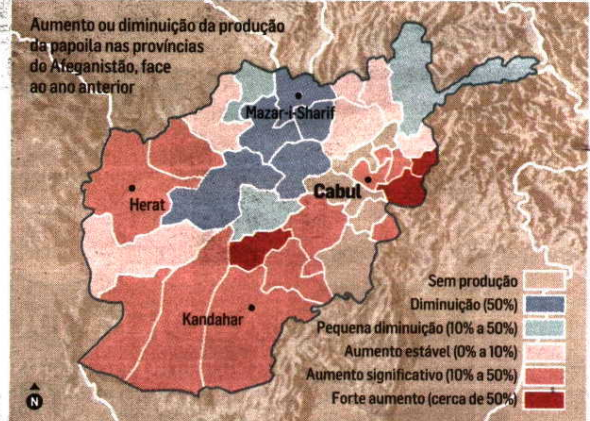 Aumento ou diminuição da produção
da papoila nas províncias
do Afeganistão, face
ao ano anterior
Mazar-i-Sharif
Cabul
Herat
Kandahar
Sem produção
Diminuição (50%)
Pequena diminuição (10% a 50%)
Aumento estável (0% a 10%)
Aumento significativo (10% a 50%)
Forte aumento (cerca de 50%)
N